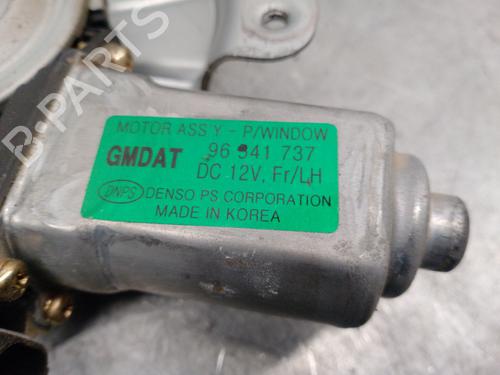 B-PARTS
MOTOR ASS'Y - P/WINDOW
GMDAT 96 541 737
DC 12V. Fr/LH
DNPS DENSO PS CORPORATION
MADE IN KOREA